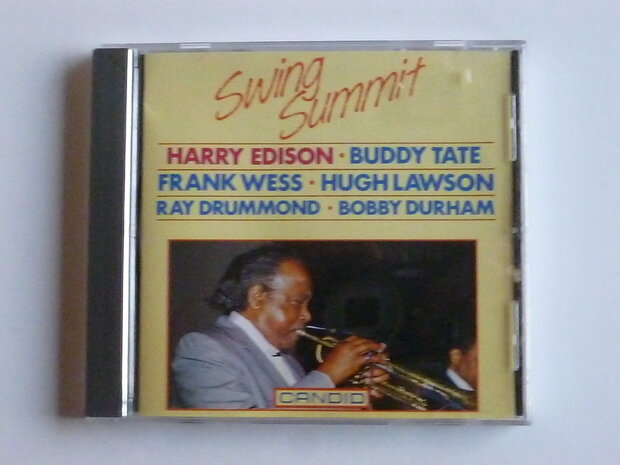 Swing
Summit
HARRY EDISON · BUDDY TATE
FRANK WESS · HUGH LAWSON
RAY DRUMMOND · BOBBY DURHAM
CANDID